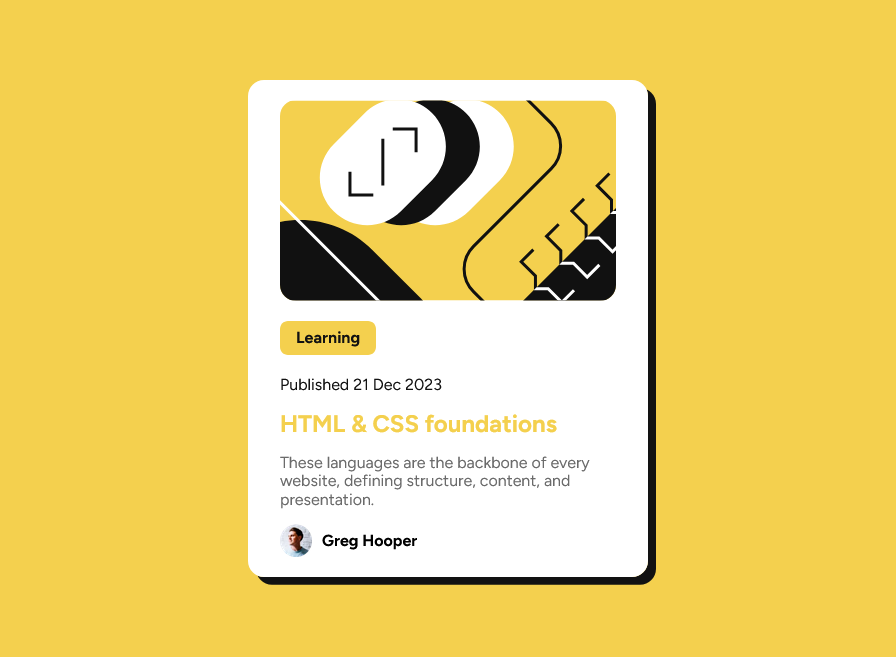 Learning
Published 21 Dec 2023
HTML & CSS foundations
These languages are the backbone of every
website, defining structure, content, and
presentation.
Greg Hooper